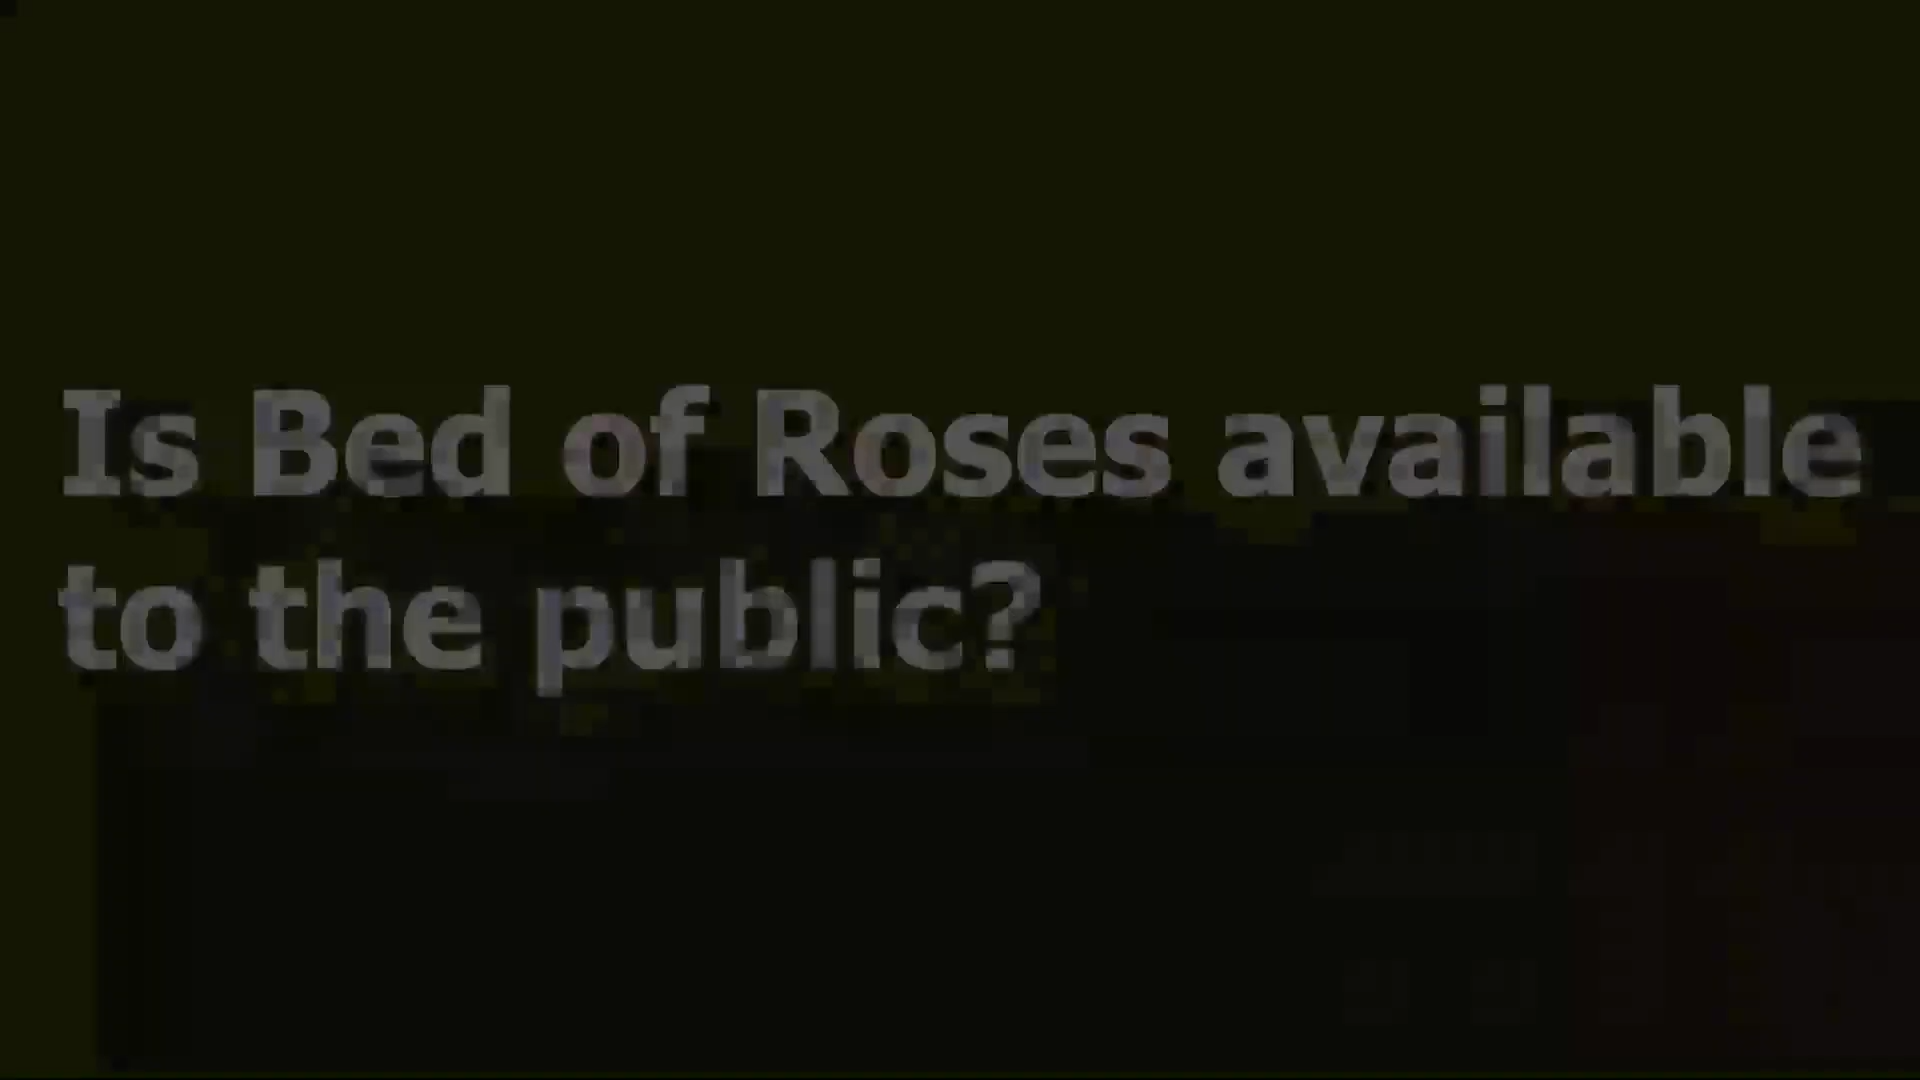 Is Bed of Roses available
to the public?